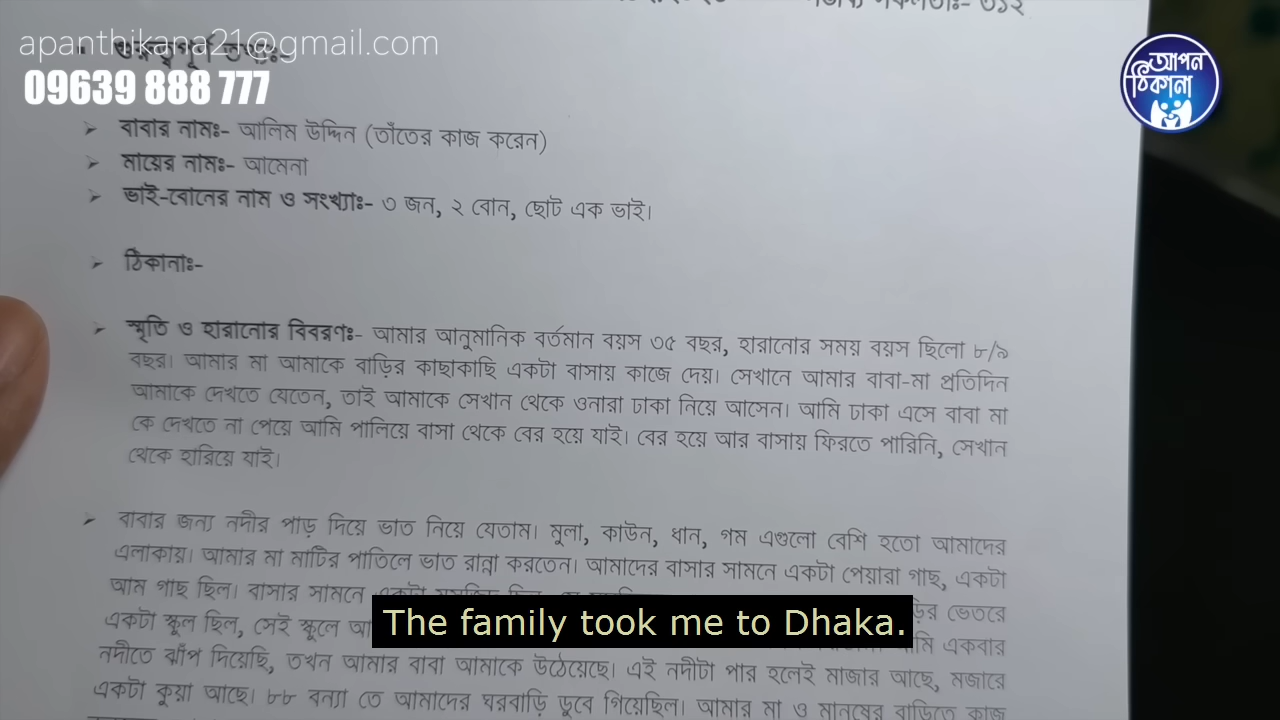 apanthikana21@gmail.com
গুরুত্বপূর্ণ তথ্যঃ-
09639 888 777
আপন
ঠিকানা
➢ বাবার নামঃ- আলিম উদ্দিন (তাঁতের কাজ করেন)
➢ মায়ের নামঃ- আমেনা
➢ ভাই-বোনের নাম ও সংখ্যাঃ- ৩ জন, ২ বোন, ছোট এক ভাই।
➢ ঠিকানাঃ-
➢ স্মৃতি ও হারানোর বিবরণঃ- আমার আনুমানিক বর্তমান বয়স ৩৫ বছর, হারানোর সময় বয়স ছিলো ৮/৯
বছর। আমার মা আমাকে বাড়ির কাছাকাছি একটা বাসায় কাজে দেয়। সেখানে আমার বাবা-মা প্রতিদিন
আমাকে দেখতে যেতেন, তাই আমাকে সেখান থেকে ওনারা ঢাকা নিয়ে আসেন। আমি ঢাকা এসে বাবা মা
কে দেখতে না পেয়ে আমি পালিয়ে বাসা থেকে বের হয়ে যাই। বের হয়ে আর বাসায় ফিরতে পারিনি, সেখান
থেকে হারিয়ে যাই।
➢ বাবার জন্য নদীর পাড় দিয়ে ভাত নিয়ে যেতাম। মুলা, কাউন, ধান, গম এগুলো বেশি হতো আমাদের
এলাকায়। আমার মা মাটির পাতিলে ভাত রান্না করতেন। আমাদের বাসার সামনে একটা পেয়ারা গাছ, একটা
আম গাছ ছিল। বাসার সামনে একটা ভেতরে
একটা স্কুল ছিল, সেই স্কুলে আমি একবার
The family took me to Dhaka.
নদীতে ঝাঁপ দিয়েছি, তখন আমার বাবা আমাকে উঠেয়েছে। এই নদীটা পার হলেই মাজার আছে, মজারে
একটা কুয়া আছে। ৮৮ বন্যা তে আমাদের ঘরবাড়ি ডুবে গিয়েছিল। আমার মা ও মানুষের বাড়িতে কাজ